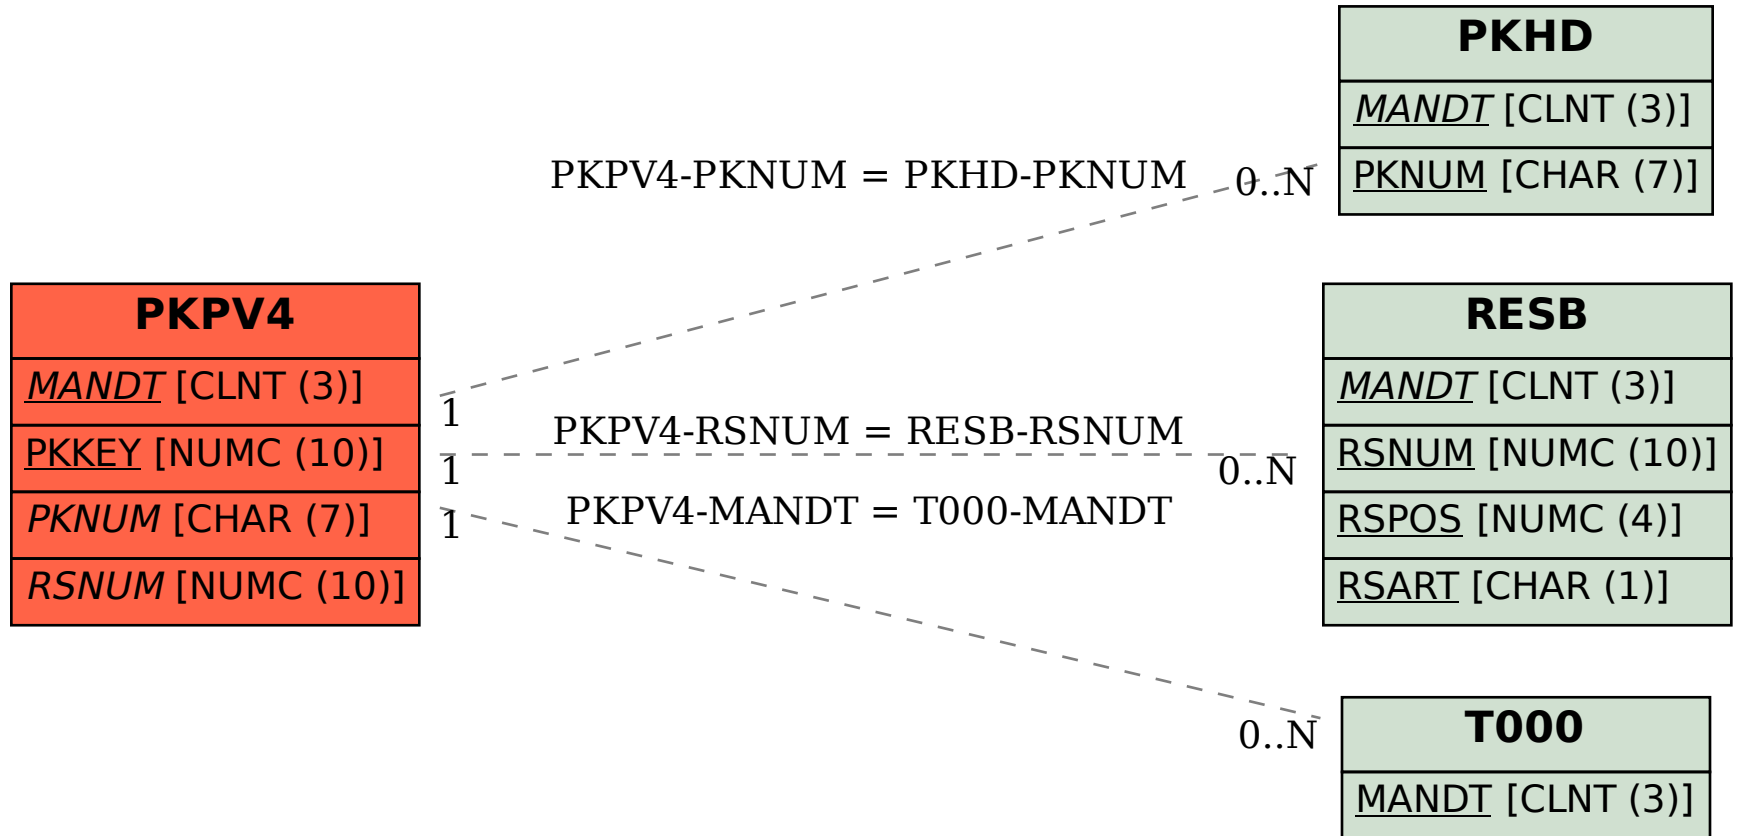 PKHD
MANDT [CLNT (3)]
PKNUM [CHAR (7)]
PKPV4-PKNUM = PKHD-PKNUM
0..N
PKPV4
MANDT [CLNT (3)]
PKKEY [NUMC (10)]
PKNUM [CHAR (7)]
RSNUM [NUMC (10)]
1
PKPV4-RSNUM = RESB-RSNUM
1
0..N
PKPV4-MANDT = T000-MANDT
1
0..N
RESB
MANDT [CLNT (3)]
RSNUM [NUMC (10)]
RSPOS [NUMC (4)]
RSART [CHAR (1)]
T000
MANDT [CLNT (3)]